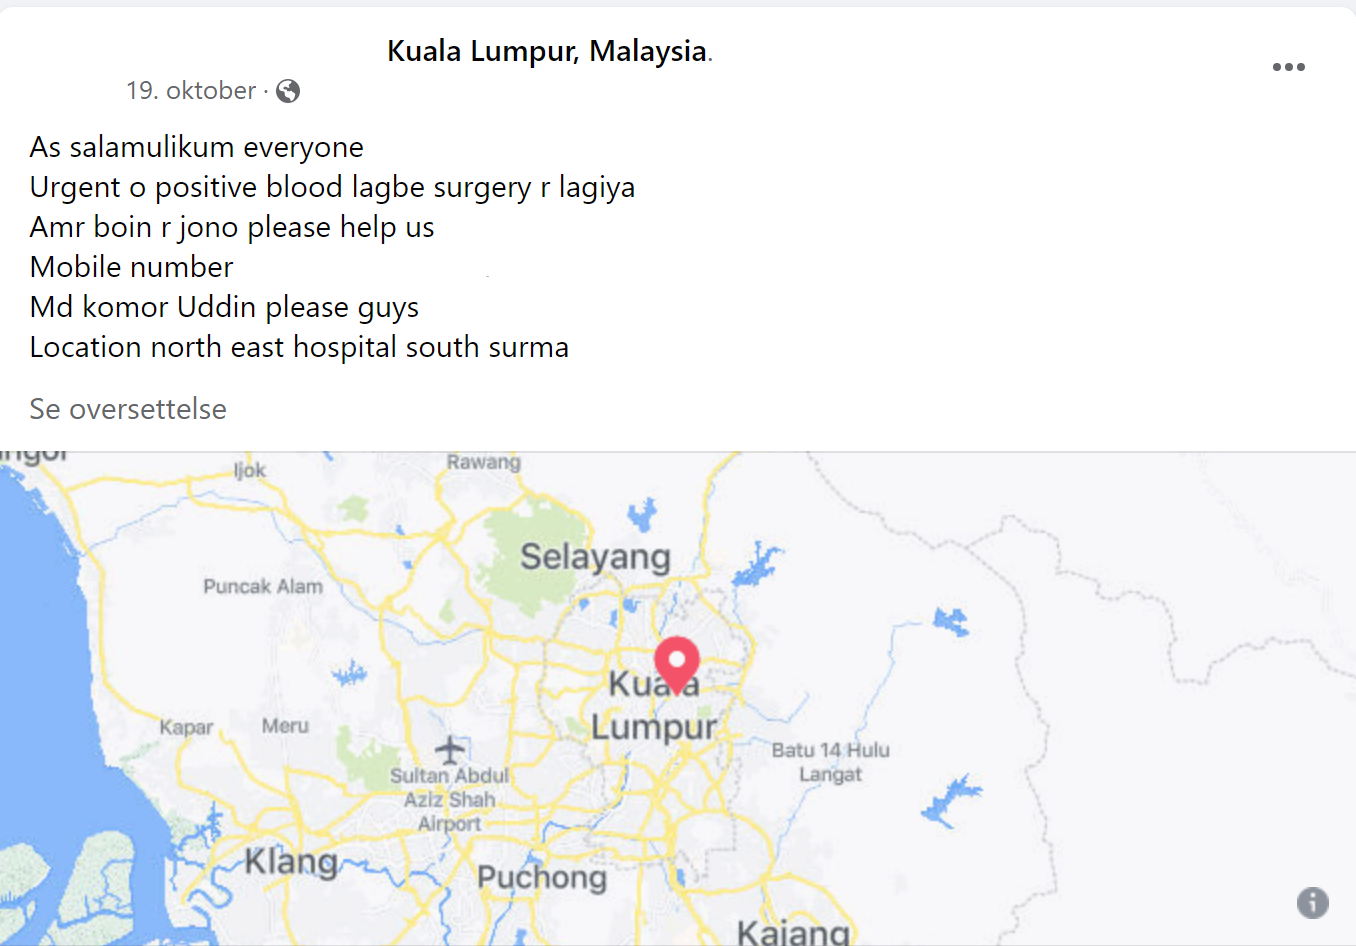 Kuala Lumpur, Malaysia.
19. oktober ·
As salamulikum everyone
Urgent o positive blood lagbe surgery r lagiya
Amr boin r jono please help us
Mobile number
Md komor Uddin please guys
Location north east hospital south surma
Se oversettelse
Ijok
Rawang
Selayang
Puncak Alam
Kuala
Lumpur
Kapar
Meru
Batu 14 Hulu
Langat
Sultan Abdul
Aziz Shah
Airport
Klang
Puchong
Kajang